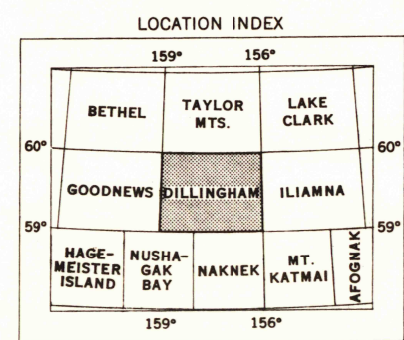 LOCATION INDEX
159° 156°
BETHEL TAYLOR MTS. LAKE CLARK
60° 60°
GOODNEWS DILLINGHAM ILIAMNA
59° 59°
HAGE-
MEISTER
ISLAND
NUSHA-
GAK
BAY
NAKNEK
MT.
KATMAI
AFOGNAK
159° 156°